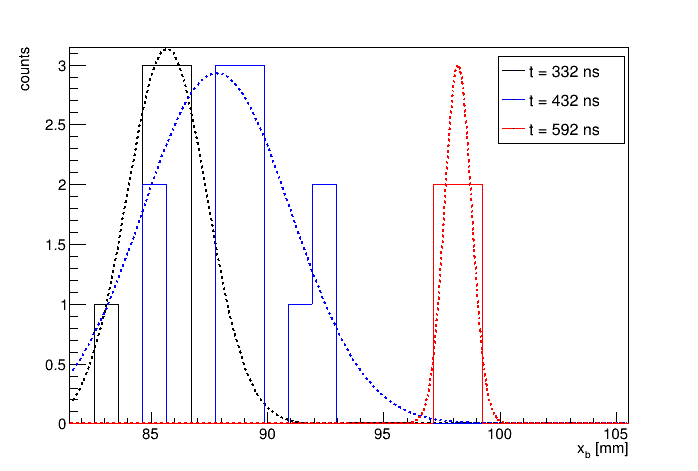 counts
3
2.5
2
1.5
1
0.5
0
85
90
95
100
105
x_b [mm]
t = 332 ns
t = 432 ns
t = 592 ns